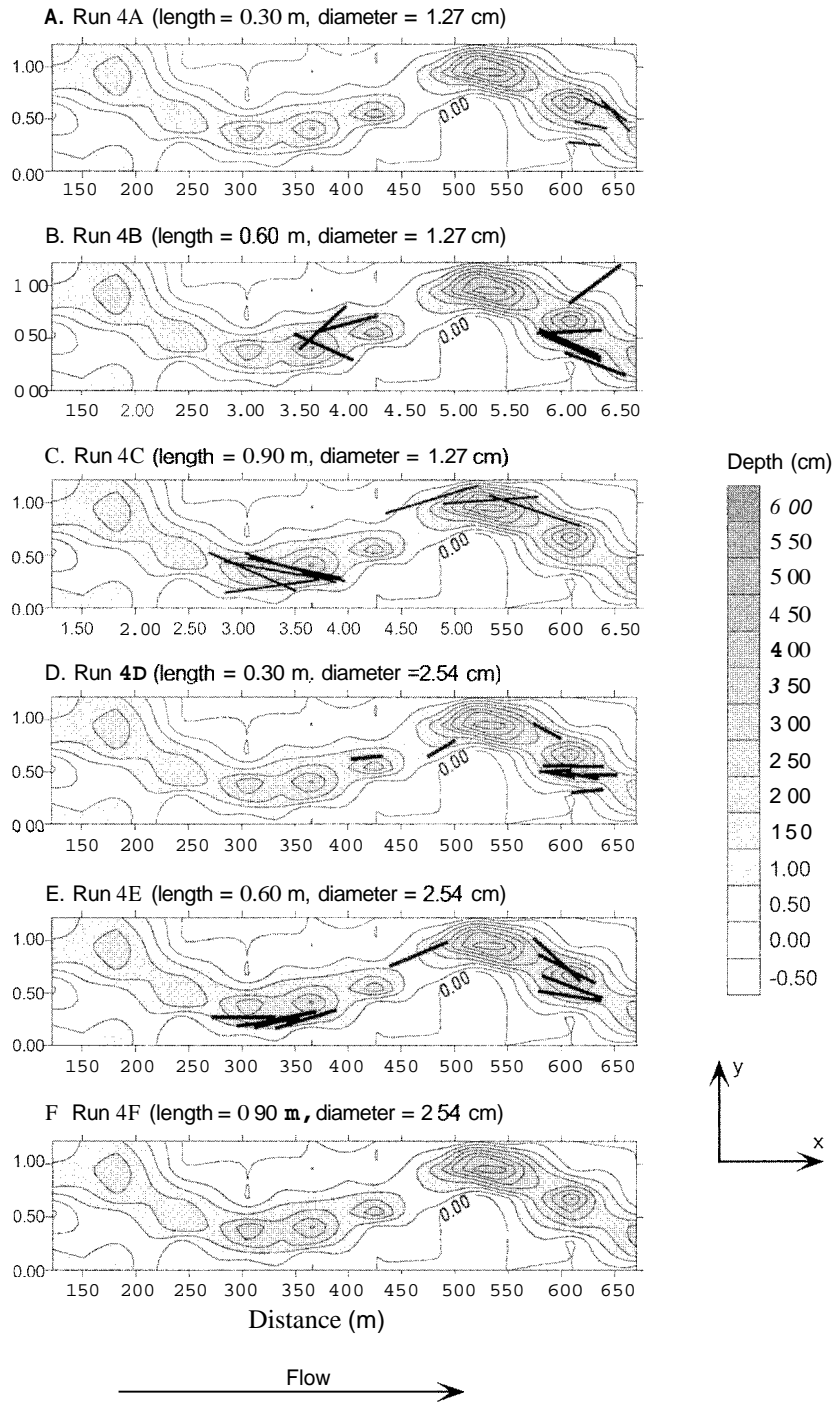 A. Run 4A (length = 0.30 m, diameter = 1.27 cm)
1.00
0.50
0.00
0.00
150 200 250 300 350 400 450 500 550 600 650
B. Run 4B (length = 0.60 m, diameter = 1.27 cm)
1 00
0.50
0 00
0.00
150 2.00 250 3.00 3.50 4.00 4.50 5.00 5.50 6.00 6.50
C. Run 4C (length = 0.90 m, diameter = 1.27 cm)
1.00
0.50
0.00
0.00
1.50 2.00 2.50 3.00 3.50 4.00 4.50 500 5.50 600 6.50
D. Run 4D (length = 0.30 m. diameter =2.54 cm)
1.00
0.50
0 00
0.00
150 200 250 300 350 400 450 500 550 600 650
E. Run 4E (length = 0.60 m, diameter = 2.54 cm)
1.00
0.50
0.00
0.00
150 200 250 300 350 400 450 500 550 600 650
F Run 4F (length = 0 90 m, diameter = 2 54 cm)
1.00
0.50
0.00
0.00
150 200 250 300 350 400 450 500 550 600 650
Distance (m)
Flow
Depth (cm)
6 00
5 50
5 00
4 50
4 00
3 50
3 00
2 50
2 00
1 50
1.00
0.50
0.00
-0.50
y
x